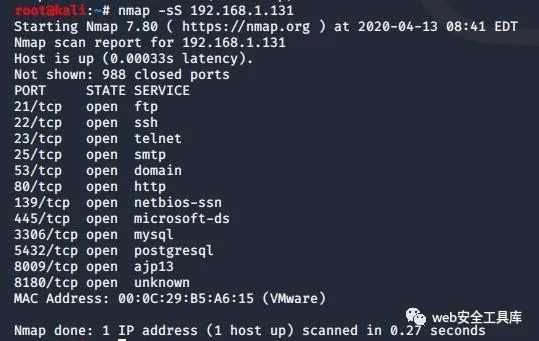 root@kali:~# nmap -sS 192.168.1.131
Starting Nmap 7.80 ( https://nmap.org ) at 2020-04-13 08:41 EDT
Nmap scan report for 192.168.1.131
Host is up (0.00033s latency).
Not shown: 988 closed ports
PORT     STATE SERVICE
21/tcp   open  ftp
22/tcp   open  ssh
23/tcp   open  telnet
25/tcp   open  smtp
53/tcp   open  domain
80/tcp   open  http
139/tcp  open  netbios-ssn
445/tcp  open  microsoft-ds
3306/tcp open  mysql
5432/tcp open  postgresql
8009/tcp open  ajp13
8180/tcp open  unknown
MAC Address: 00:0C:29:B5:A6:15 (VMware)
web安全工具库
Nmap done: 1 IP address (1 host up) scanned in 0.27 seconds